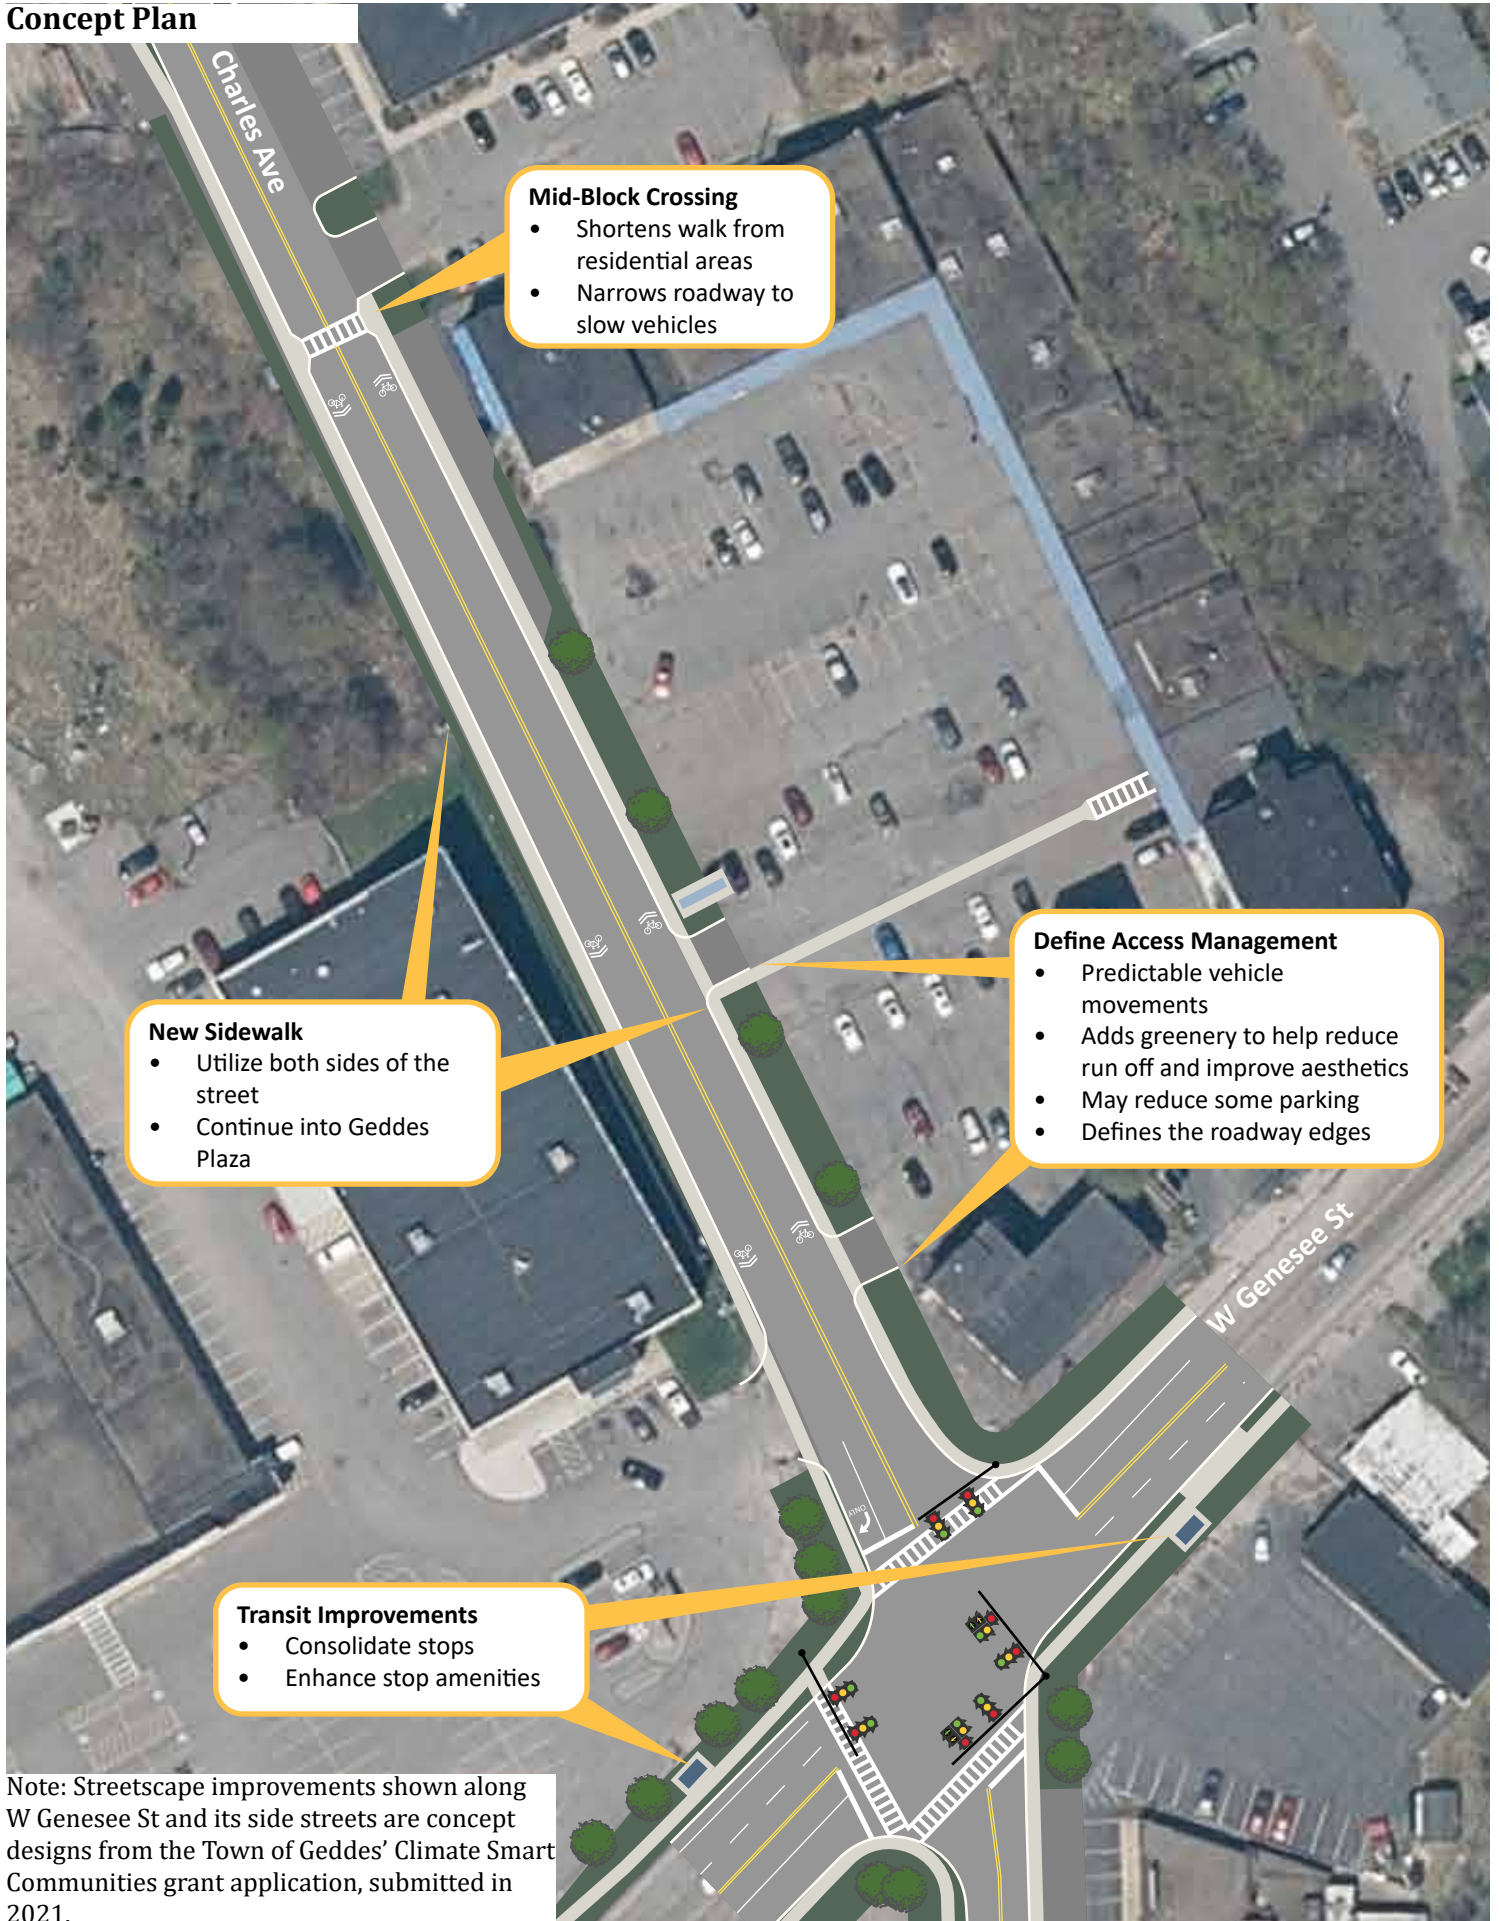 Concept Plan
Charles Ave
Mid-Block Crossing
• Shortens walk from
residential areas
• Narrows roadway to
slow vehicles
Define Access Management
• Predictable vehicle
movements
• Adds greenery to help reduce
run off and improve aesthetics
• May reduce some parking
• Defines the roadway edges
New Sidewalk
• Utilize both sides of the
street
• Continue into Geddes
Plaza
W Genesee St
ONLY
Transit Improvements
• Consolidate stops
• Enhance stop amenities
Note: Streetscape improvements shown along
W Genesee St and its side streets are concept
designs from the Town of Geddes’ Climate Smart
Communities grant application, submitted in
2021.